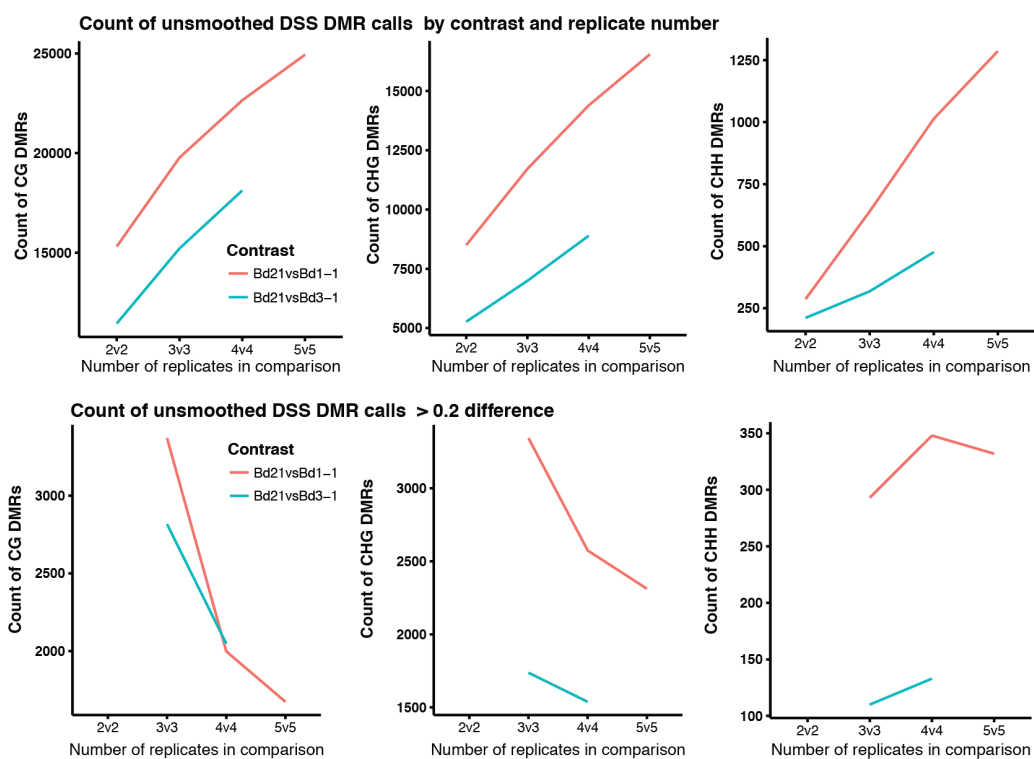 Count of unsmoothed DSS DMR calls  by contrast and replicate number
Count of CG DMRs
25000
20000
15000
2v2
3v3
4v4
5v5
Number of replicates in comparison
Contrast
Bd21vsBd1−1
Bd21vsBd3−1
Count of CHG DMRs
15000
12500
10000
7500
5000
2v2
3v3
4v4
5v5
Number of replicates in comparison
Count of CHH DMRs
1250
1000
750
500
250
2v2
3v3
4v4
5v5
Number of replicates in comparison
Count of unsmoothed DSS DMR calls  > 0.2 difference
Count of CG DMRs
3000
2500
2000
2v2
3v3
4v4
5v5
Number of replicates in comparison
Contrast
Bd21vsBd1−1
Bd21vsBd3−1
Count of CHG DMRs
3000
2500
2000
1500
2v2
3v3
4v4
5v5
Number of replicates in comparison
Count of CHH DMRs
350
300
250
200
150
100
2v2
3v3
4v4
5v5
Number of replicates in comparison